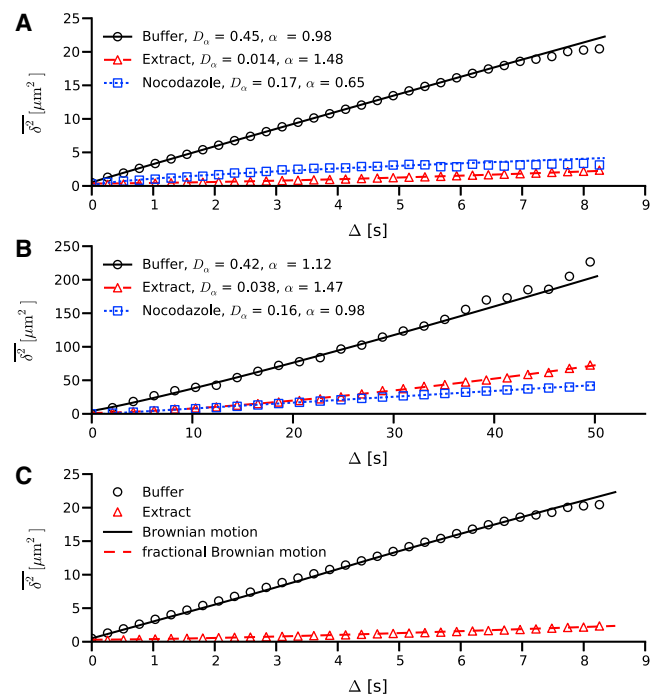 A
Buffer, Dα = 0.45, α = 0.98
Extract, Dα = 0.014, α = 1.48
Nocodazole, Dα = 0.17, α = 0.65
δ² [μm²]
25
20
15
10
5
0
0 1 2 3 4 5 6 7 8 9
Δ [s]
B
Buffer, Dα = 0.42, α = 1.12
Extract, Dα = 0.038, α = 1.47
Nocodazole, Dα = 0.16, α = 0.98
δ² [μm²]
250
200
150
100
50
0
0 10 20 30 40 50
Δ [s]
C
Buffer
Extract
Brownian motion
fractional Brownian motion
δ² [μm²]
25
20
15
10
5
0
0 1 2 3 4 5 6 7 8 9
Δ [s]